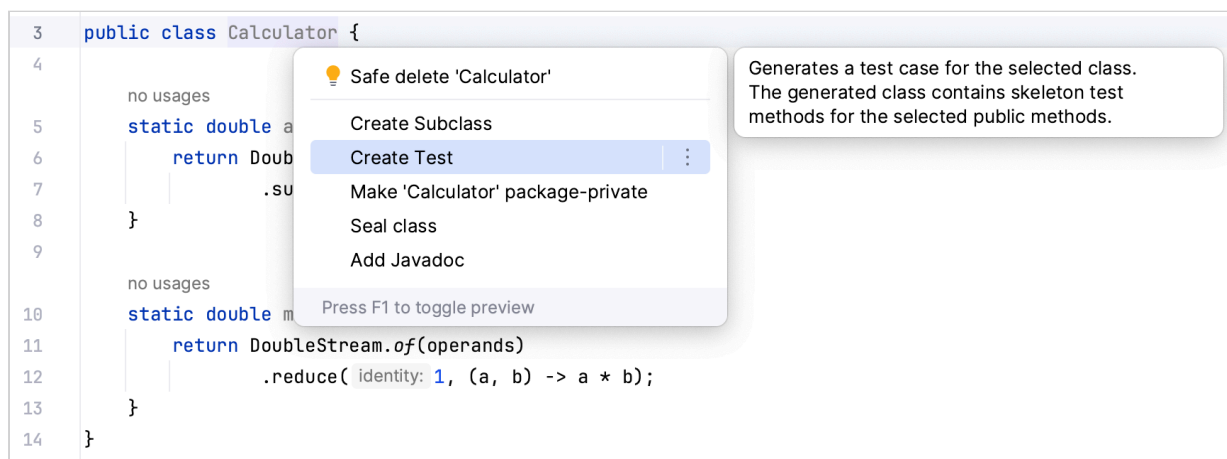 3 public class Calculator {
4
no usages
5 static double a
6 return Doub
7 .su
8 }
9
no usages
10 static double m
11 return DoubleStream.of(operands)
12 .reduce( identity: 1, (a, b) -> a * b);
13 }
14 }
Safe delete 'Calculator'
Create Subclass
Create Test
Make 'Calculator' package-private
Seal class
Add Javadoc
Press F1 to toggle preview
Generates a test case for the selected class.
The generated class contains skeleton test
methods for the selected public methods.